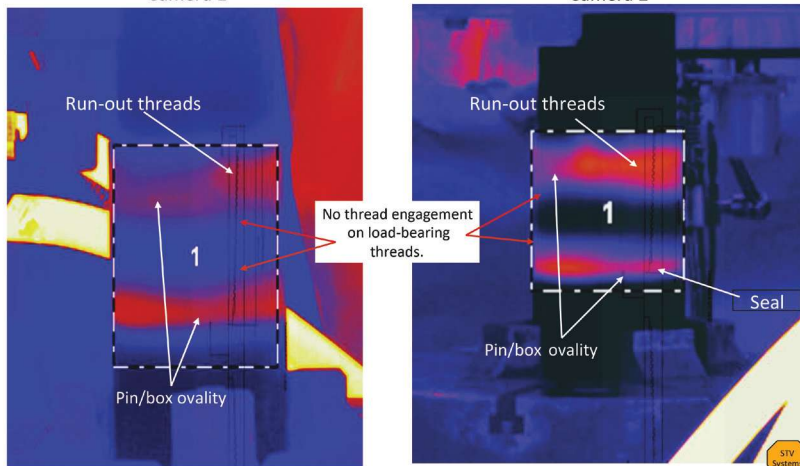 Run-out threads
Run-out threads
No thread engagement
on load-bearing
threads.
1
1
Seal
Pin/box ovality
Pin/box ovality
STV
System